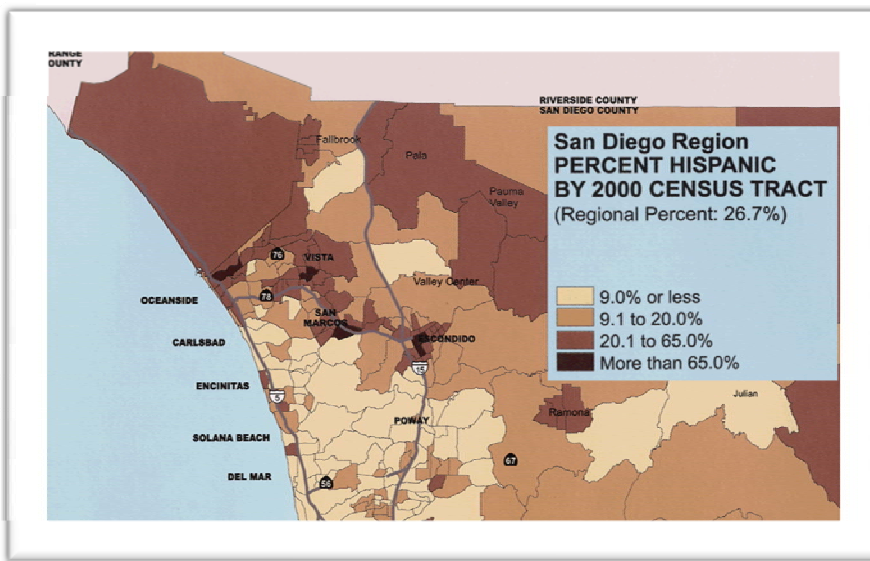 RANGE
OUNTY
RIVERSIDE COUNTY
SAN DIEGO COUNTY
San Diego Region
PERCENT HISPANIC
BY 2000 CENSUS TRACT
(Regional Percent: 26.7%)
9.0% or less
9.1 to 20.0%
20.1 to 65.0%
More than 65.0%
Fallbrook
Pala
Pauma
Valley
76
VISTA
Valley Center
OCEANSIDE
78
SAN
MARCOS
CARLSBAD
ESCONDIDO
15
ENCINITAS
5
Julian
Ramona
POWAY
SOLANA BEACH
67
DEL MAR
56